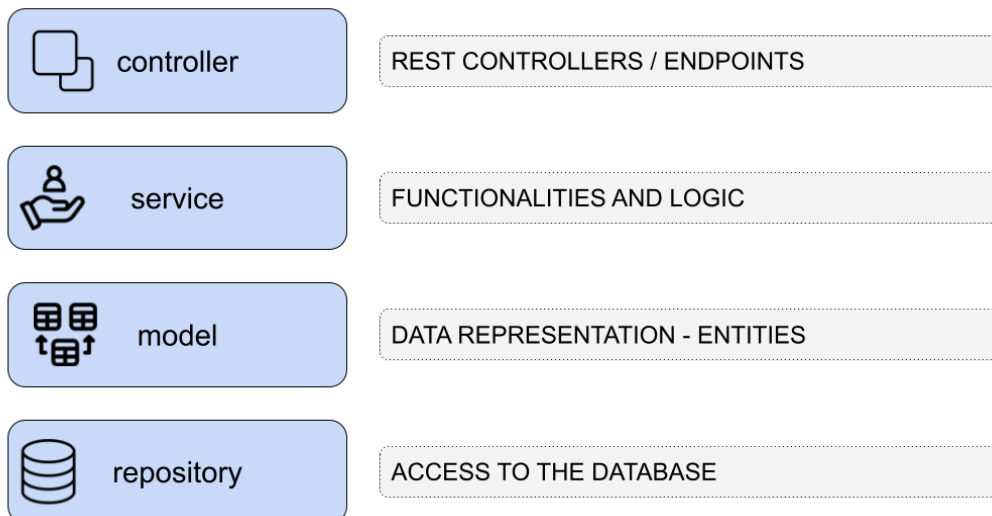 controller
REST CONTROLLERS / ENDPOINTS
service
FUNCTIONALITIES AND LOGIC
model
DATA REPRESENTATION - ENTITIES
repository
ACCESS TO THE DATABASE